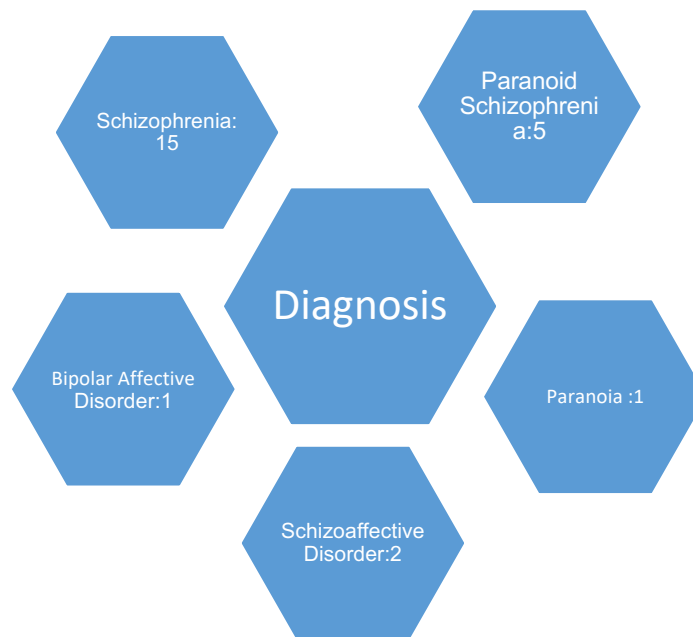 Schizophrenia:
15
Paranoid
Schizophreni
a:5
Diagnosis
Bipolar Affective
Disorder:1
Paranoia :1
Schizoaffective
Disorder:2